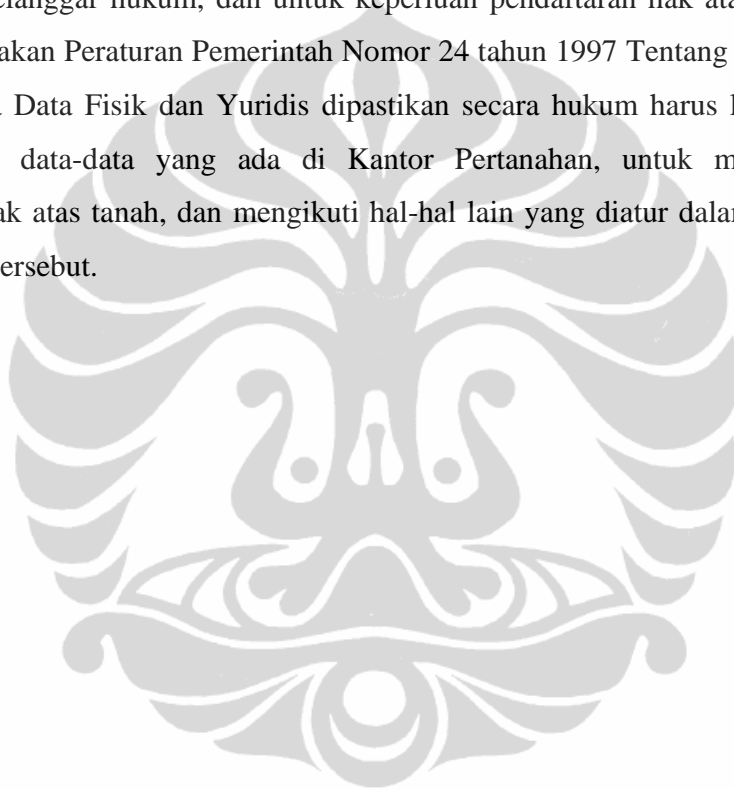 elanggar hukum, dan untuk keperluan pendaftaran hak ata
akan Peraturan Pemerintah Nomor 24 tahun 1997 Tentang
Data Fisik dan Yuridis dipastikan secara hukum harus
data-data yang ada di Kantor Pertanahan, untuk m
ak atas tanah, dan mengikuti hal-hal lain yang diatur dalam
ersebut.